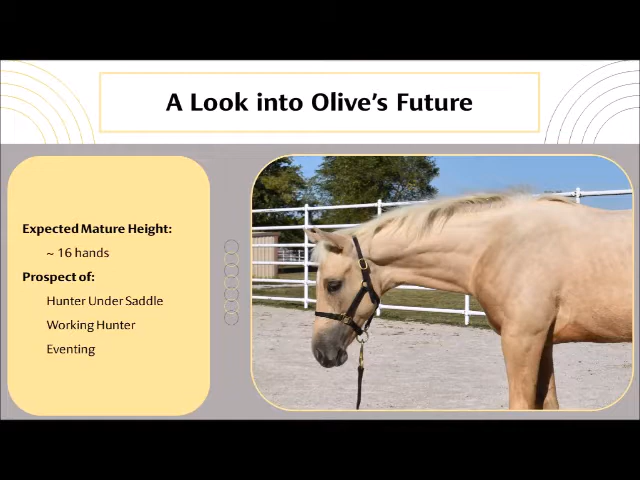 A Look into Olive's Future
Expected Mature Height:
~ 16 hands
Prospect of:
Hunter Under Saddle
Working Hunter
Eventing